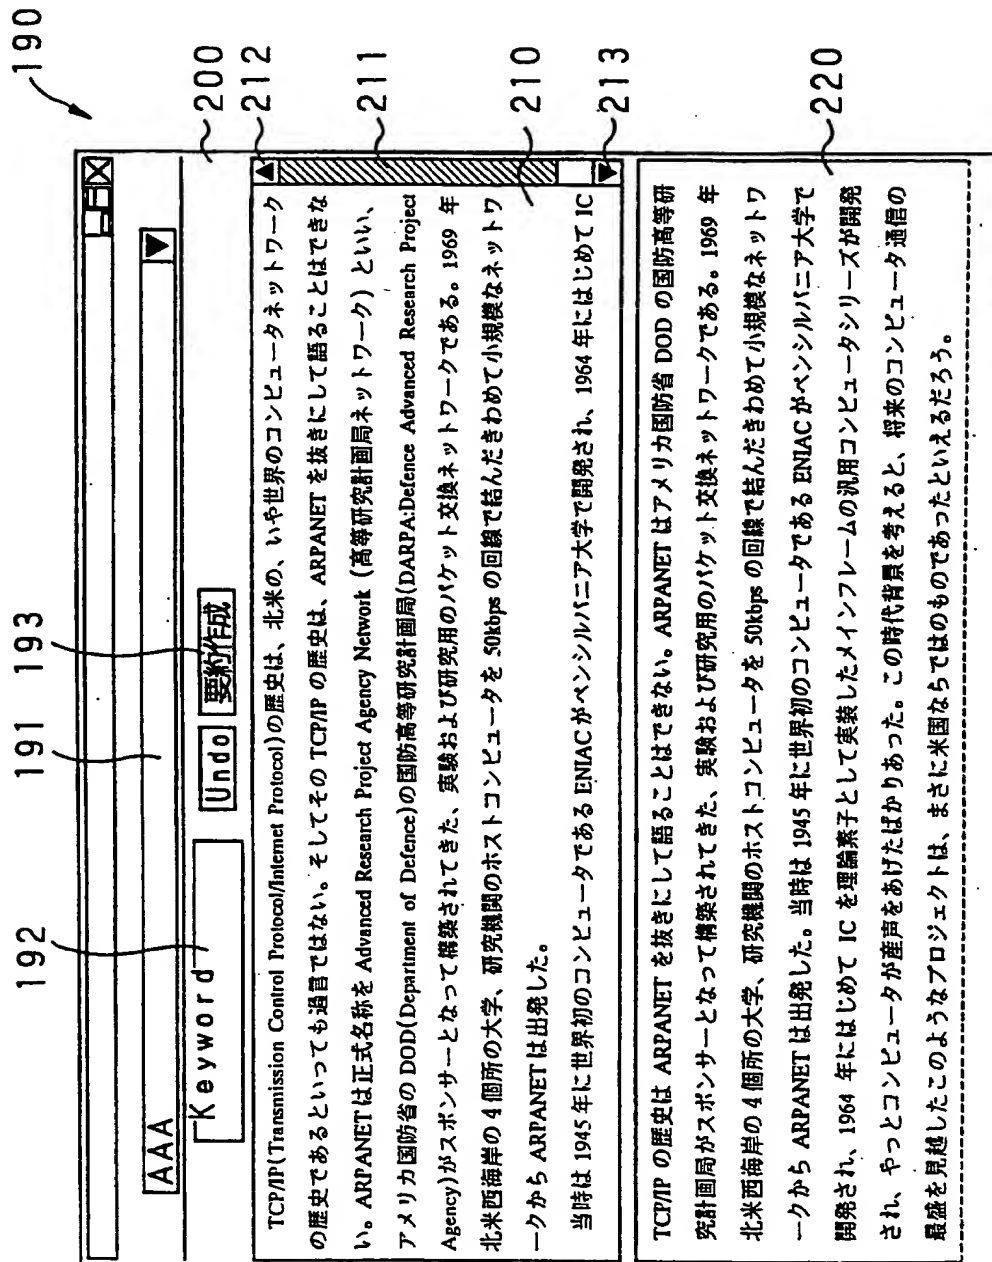 190
192 191 193
AAA
Keyword Undo 要約作成
200
212
TCP/IP(Transmission Control Protocol/Internet Protocol)の歴史は、北米の、いや世界のコンピュータネットワーク
の歴史であるといっても過言ではない。そしてその TCP/IP の歴史は、ARPANET を抜きにして語ることはできな
い。ARPANETは正式名称を Advanced Research Project Agency Network（高等研究計画局ネットワーク）といい、
アメリカ国防省の DOD(Department of Defence)の国防高等研究計画局(DARPA:Defence Advanced Research Project
Agency)がスポンサーとなって構築されてきた、実験および研究用のパケット交換ネットワークである。1969 年
北米西海岸の 4 個所の大学、研究機関のホストコンピュータを 50kbps の回線で結んだきわめて小規模なネットワ
ークから ARPANET は出発した。
当時は 1945 年に世界初のコンピュータである ENIAC がペンシルバニア大学で開発され、1964 年にはじめて IC
211
210
213
TCP/IP の歴史は ARPANET を抜きにして語ることはできない。ARPANET はアメリカ国防省 DOD の国防高等研
究計画局がスポンサーとなって構築されてきた、実験および研究用のパケット交換ネットワークである。1969 年
北米西海岸の 4 個所の大学、研究機関のホストコンピュータを 50kbps の回線で結んだきわめて小規模なネットワ
ークから ARPANET は出発した。当時は 1945 年に世界初のコンピュータである ENIAC がペンシルバニア大学で
開発され、1964 年にはじめて IC を理論素子として実装したメインフレームの汎用コンピュータシリーズが開発
され、やっとコンピュータが産声をあげたばかりあった。この時代背景を考えると、将来のコンピュータ通信の
最盛を見越したこのようなプロジェクトは、まさに米国ならではのものであったといえるだろう。
220